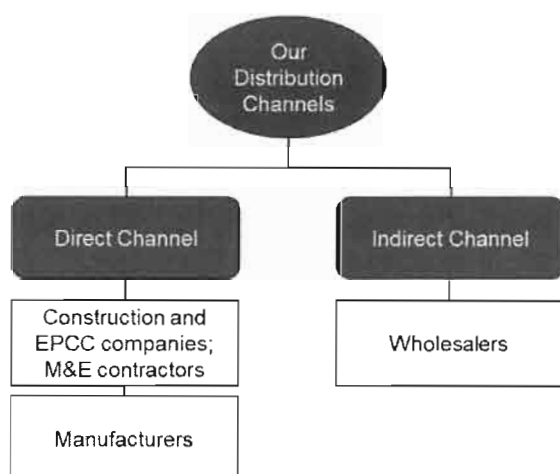 Our
Distribution
Channels
Direct Channel
Indirect Channel
Construction and
EPCC companies;
M&E contractors
Wholesalers
Manufacturers